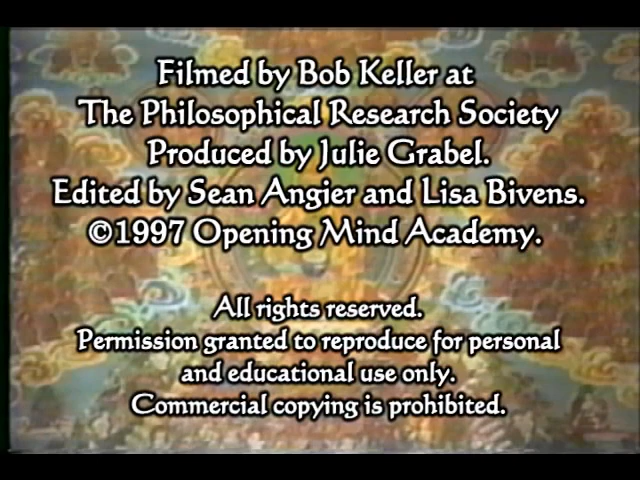 Filmed by Bob Keller at
The Philosophical Research Society
Produced by Julie Grabel.
Edited by Sean Angier and Lisa Bivens.
©1997 Opening Mind Academy.
All rights reserved.
Permission granted to reproduce for personal
and educational use only.
Commercial copying is prohibited.